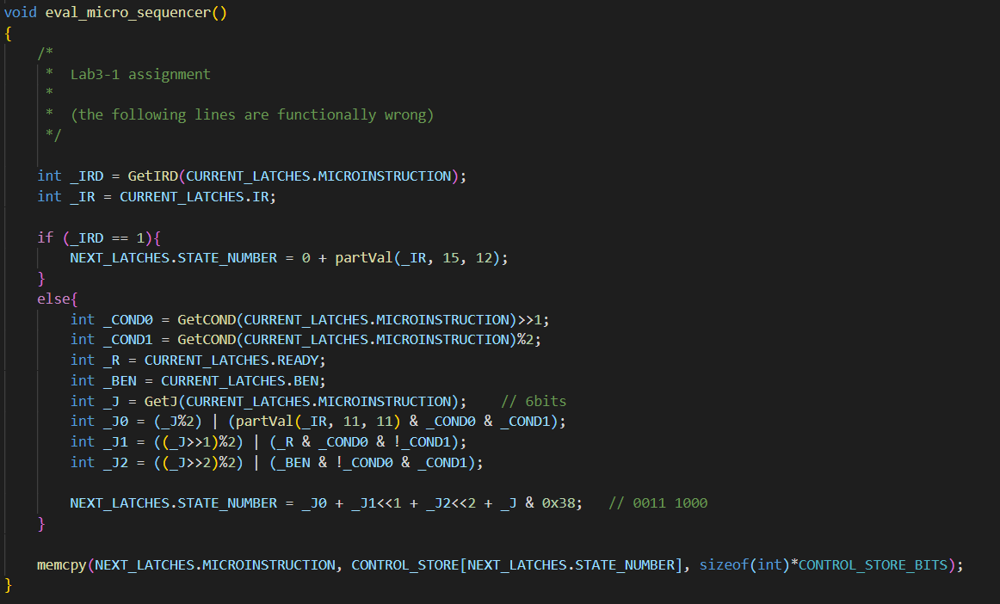 void eval_micro_sequencer()
{
    /*
     *  Lab3-1 assignment
     *
     *  (the following lines are functionally wrong)
     */

    int _IRD = GetIRD(CURRENT_LATCHES.MICROINSTRUCTION);
    int _IR = CURRENT_LATCHES.IR;

    if (_IRD == 1){
        NEXT_LATCHES.STATE_NUMBER = 0 + partVal(_IR, 15, 12);
    }
    else{
        int _COND0 = GetCOND(CURRENT_LATCHES.MICROINSTRUCTION)>>1;
        int _COND1 = GetCOND(CURRENT_LATCHES.MICROINSTRUCTION)%2;
        int _R = CURRENT_LATCHES.READY;
        int _BEN = CURRENT_LATCHES.BEN;
        int _J = GetJ(CURRENT_LATCHES.MICROINSTRUCTION);    // 6bits
        int _J0 = (_J%2) | (partVal(_IR, 11, 11) & _COND0 & _COND1);
        int _J1 = ((_J>>1)%2) | (_R & _COND0 & !_COND1);
        int _J2 = ((_J>>2)%2) | (_BEN & !_COND0 & _COND1);

        NEXT_LATCHES.STATE_NUMBER = _J0 + _J1<<1 + _J2<<2 + _J & 0x38;   // 0011 1000
    }

    memcpy(NEXT_LATCHES.MICROINSTRUCTION, CONTROL_STORE[NEXT_LATCHES.STATE_NUMBER], sizeof(int)*CONTROL_STORE_BITS);
}